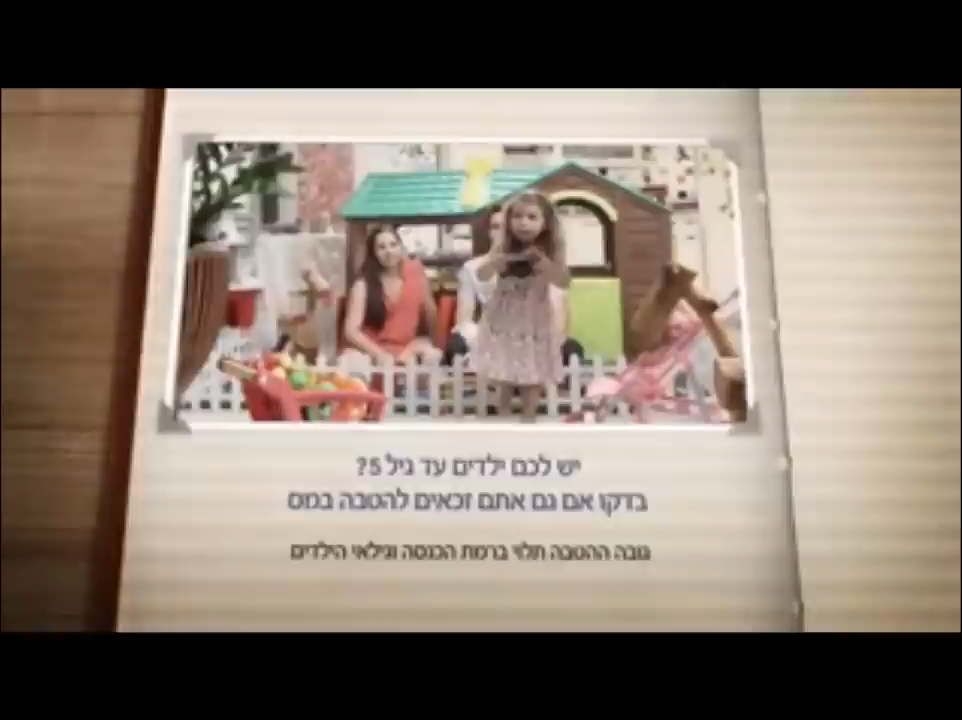 יש לכם ילדים עד גיל 5?
בדקו אם גם אתם זכאים להטבה במס
גובה ההטבה תלוי ברמת הכנסה וגילאי הילדים